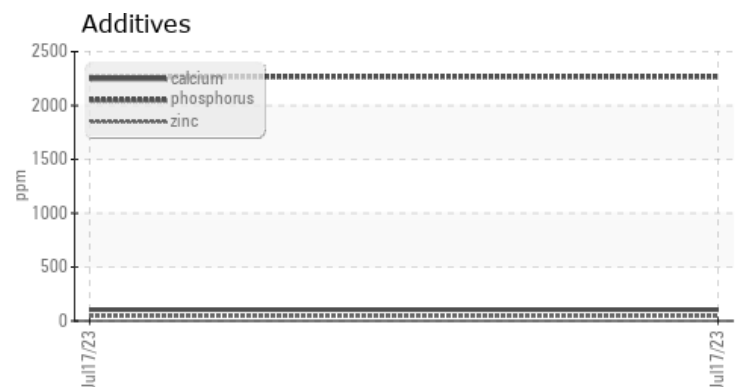 Additives
2500
calcium
phosphorus
2000
zinc
1500
ppm
1000
500
0
Jul17/23
Jul17/23